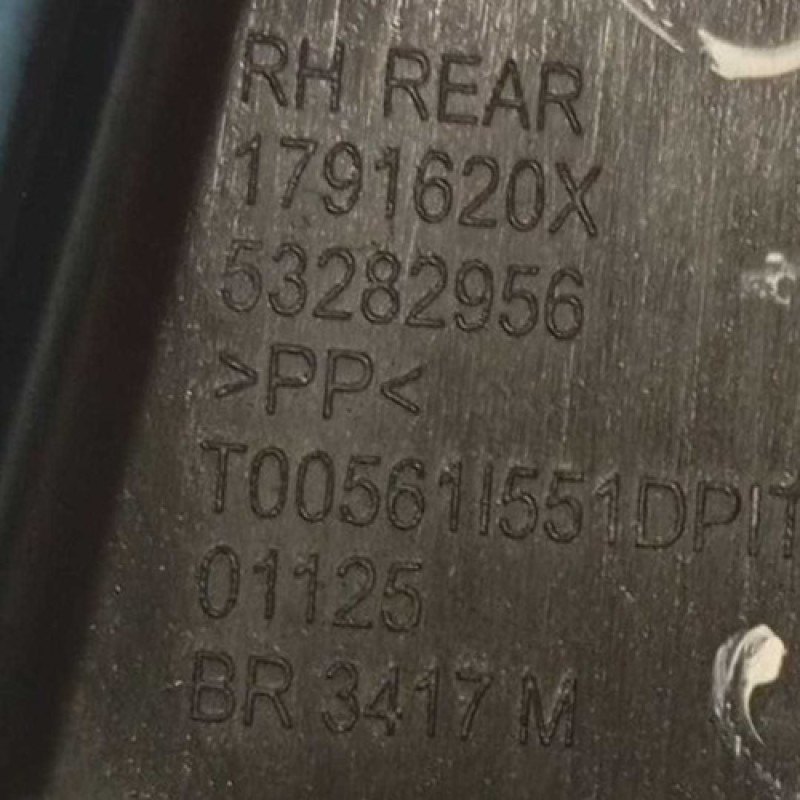 RH REAR
1791620X
53282956
>PP<
T00561I551DPIT
01125
BR 3417 M